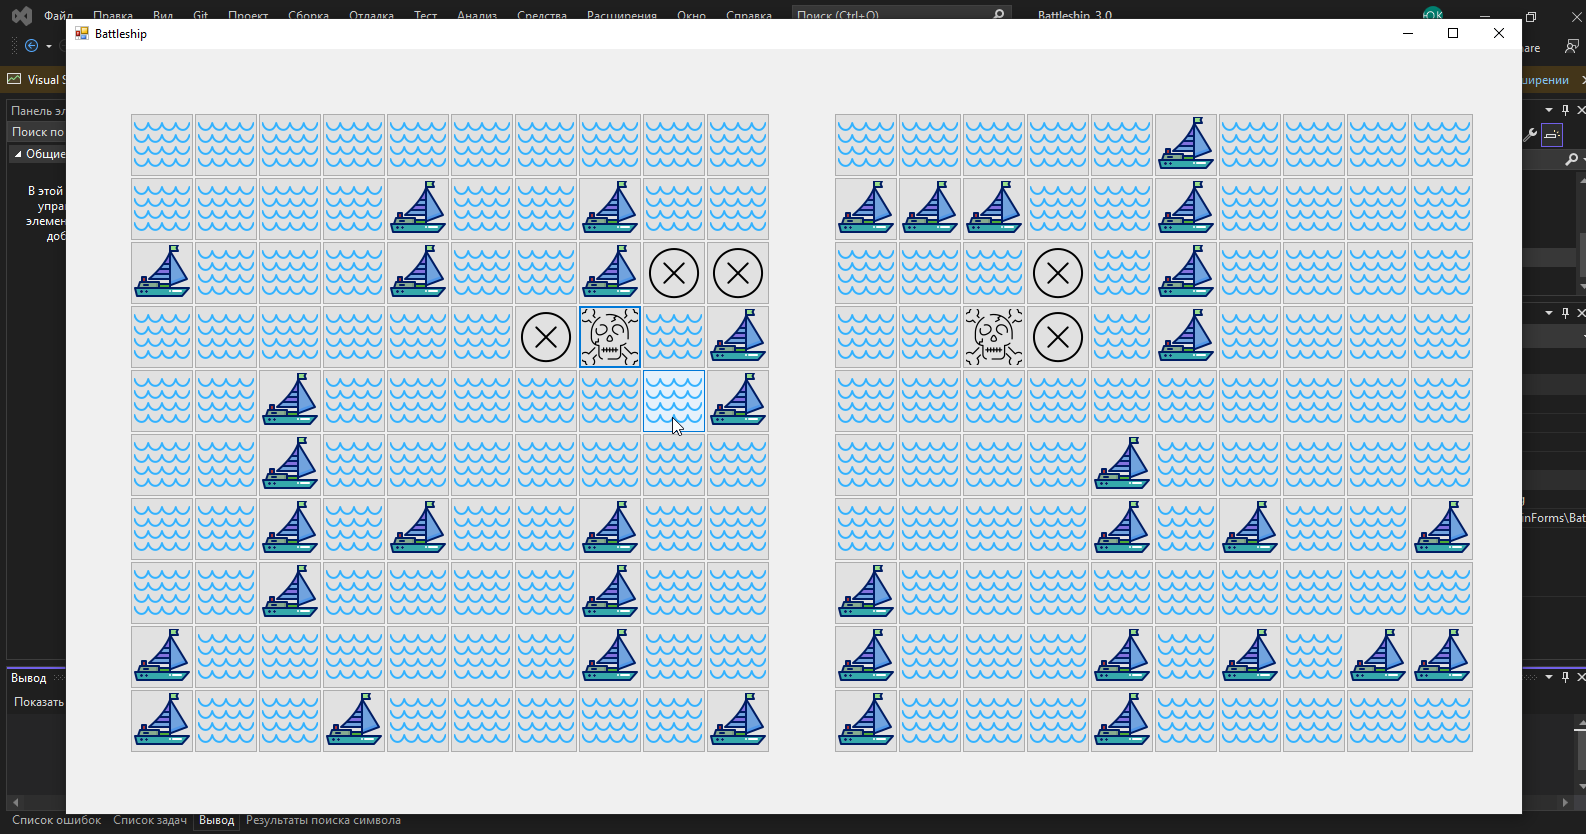 Файл Правка Вид Git Проект Сборка Отладка Тест Анализ Средства Расширения Окно Справка Поиск (Ctrl+Q) Battleship_3.0 ЮК
Battleship
are
Visual S
ширении
Панель эл
Поиск по
Общие
В этой
упра
элемен
доб
inForms\Bat
Вывод
Показать
Список ошибок Список задач Вывод Результаты поиска символа